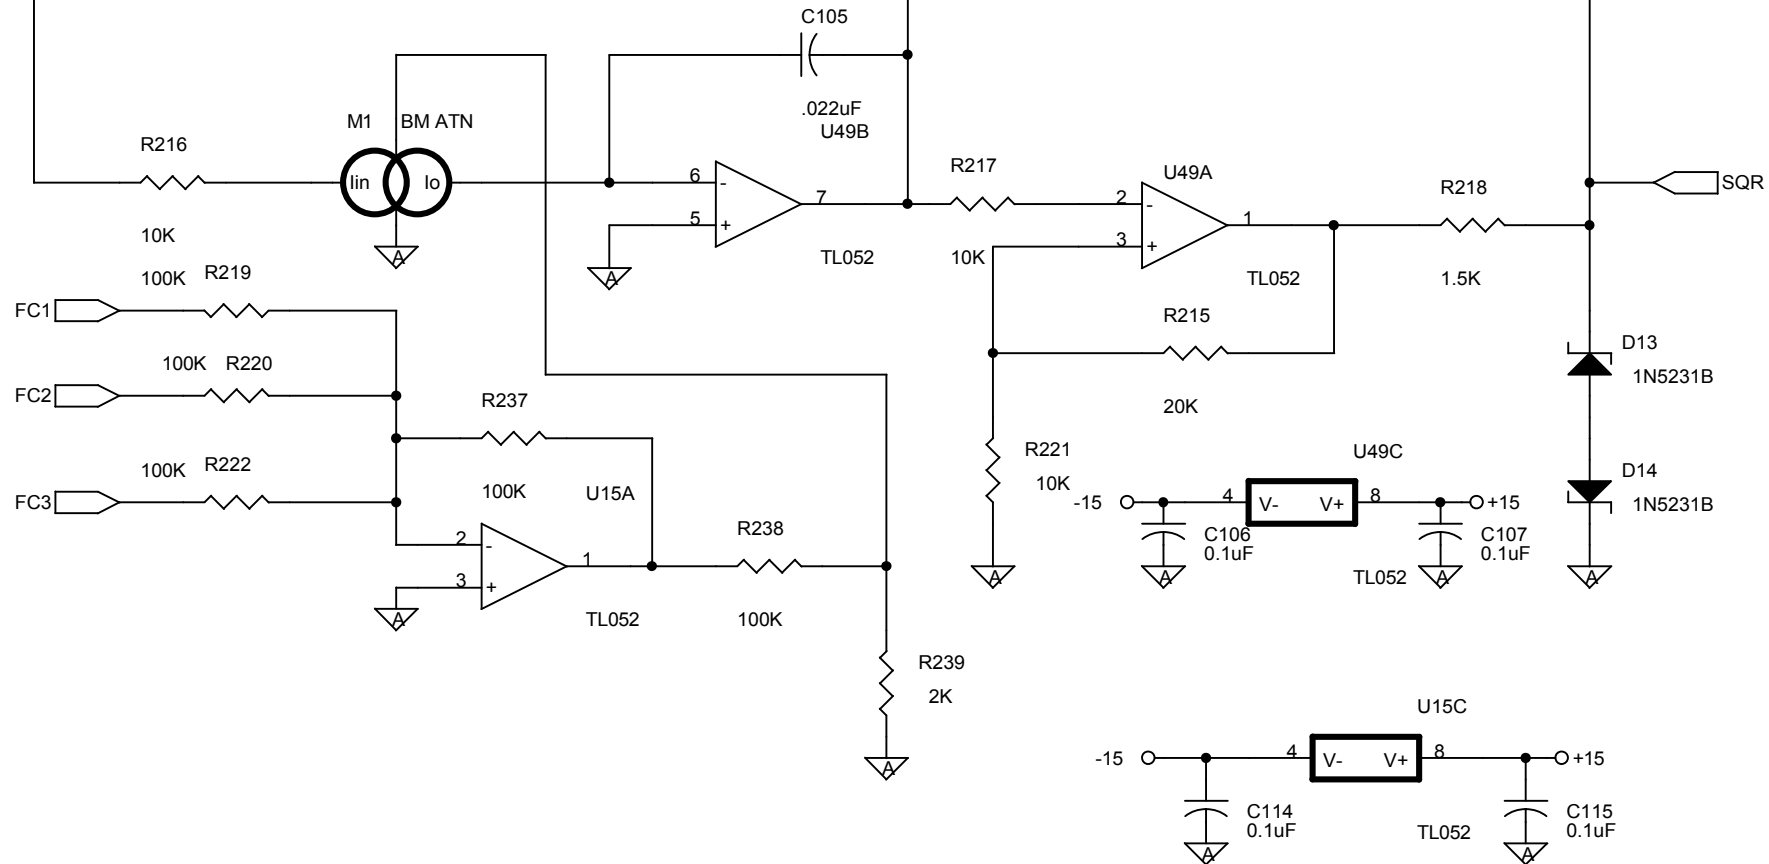 C105
.022uF
U49B
M1 BM ATN
R216
Iin Io
10K
A
6 -
5 +
7
TL052
A
R217
10K
U49A
2 -
3 +
1
TL052
R218
1.5K
SQR
100K R219
FC1
100K R220
FC2
100K R222
FC3
R237
100K
U15A
2 -
3 +
1
TL052
A
R238
100K
R239
2K
A
R215
20K
R221
10K
A
D13
1N5231B
D14
1N5231B
A
U49C
-15 4 V- V+ 8 +15
C106
0.1uF
A
TL052
C107
0.1uF
A
U15C
-15 4 V- V+ 8 +15
C114
0.1uF
A
TL052
C115
0.1uF
A